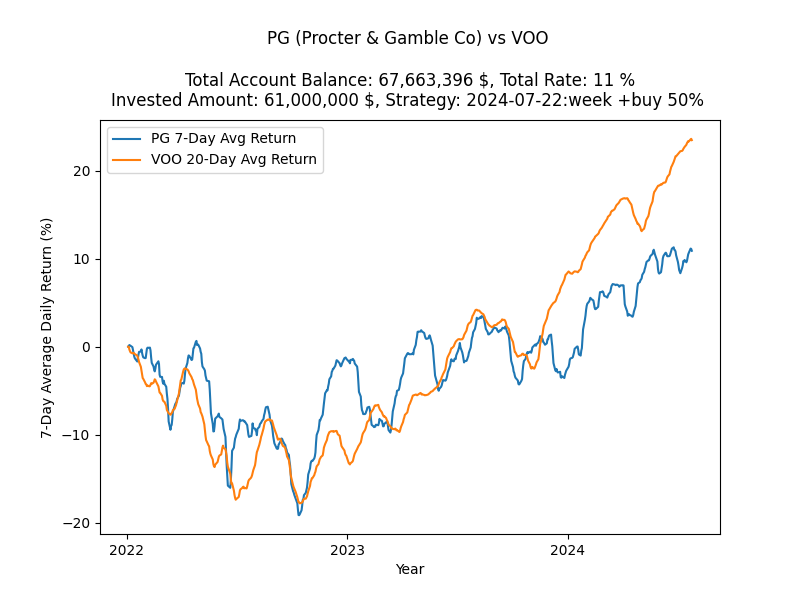 PG (Procter & Gamble Co) vs VOO
Total Account Balance: 67,663,396 $, Total Rate: 11 %
Invested Amount: 61,000,000 $, Strategy: 2024-07-22:week +buy 50%
PG 7-Day Avg Return
VOO 20-Day Avg Return
7-Day Average Daily Return (%)
20
10
0
−10
−20
2022
2023
2024
Year